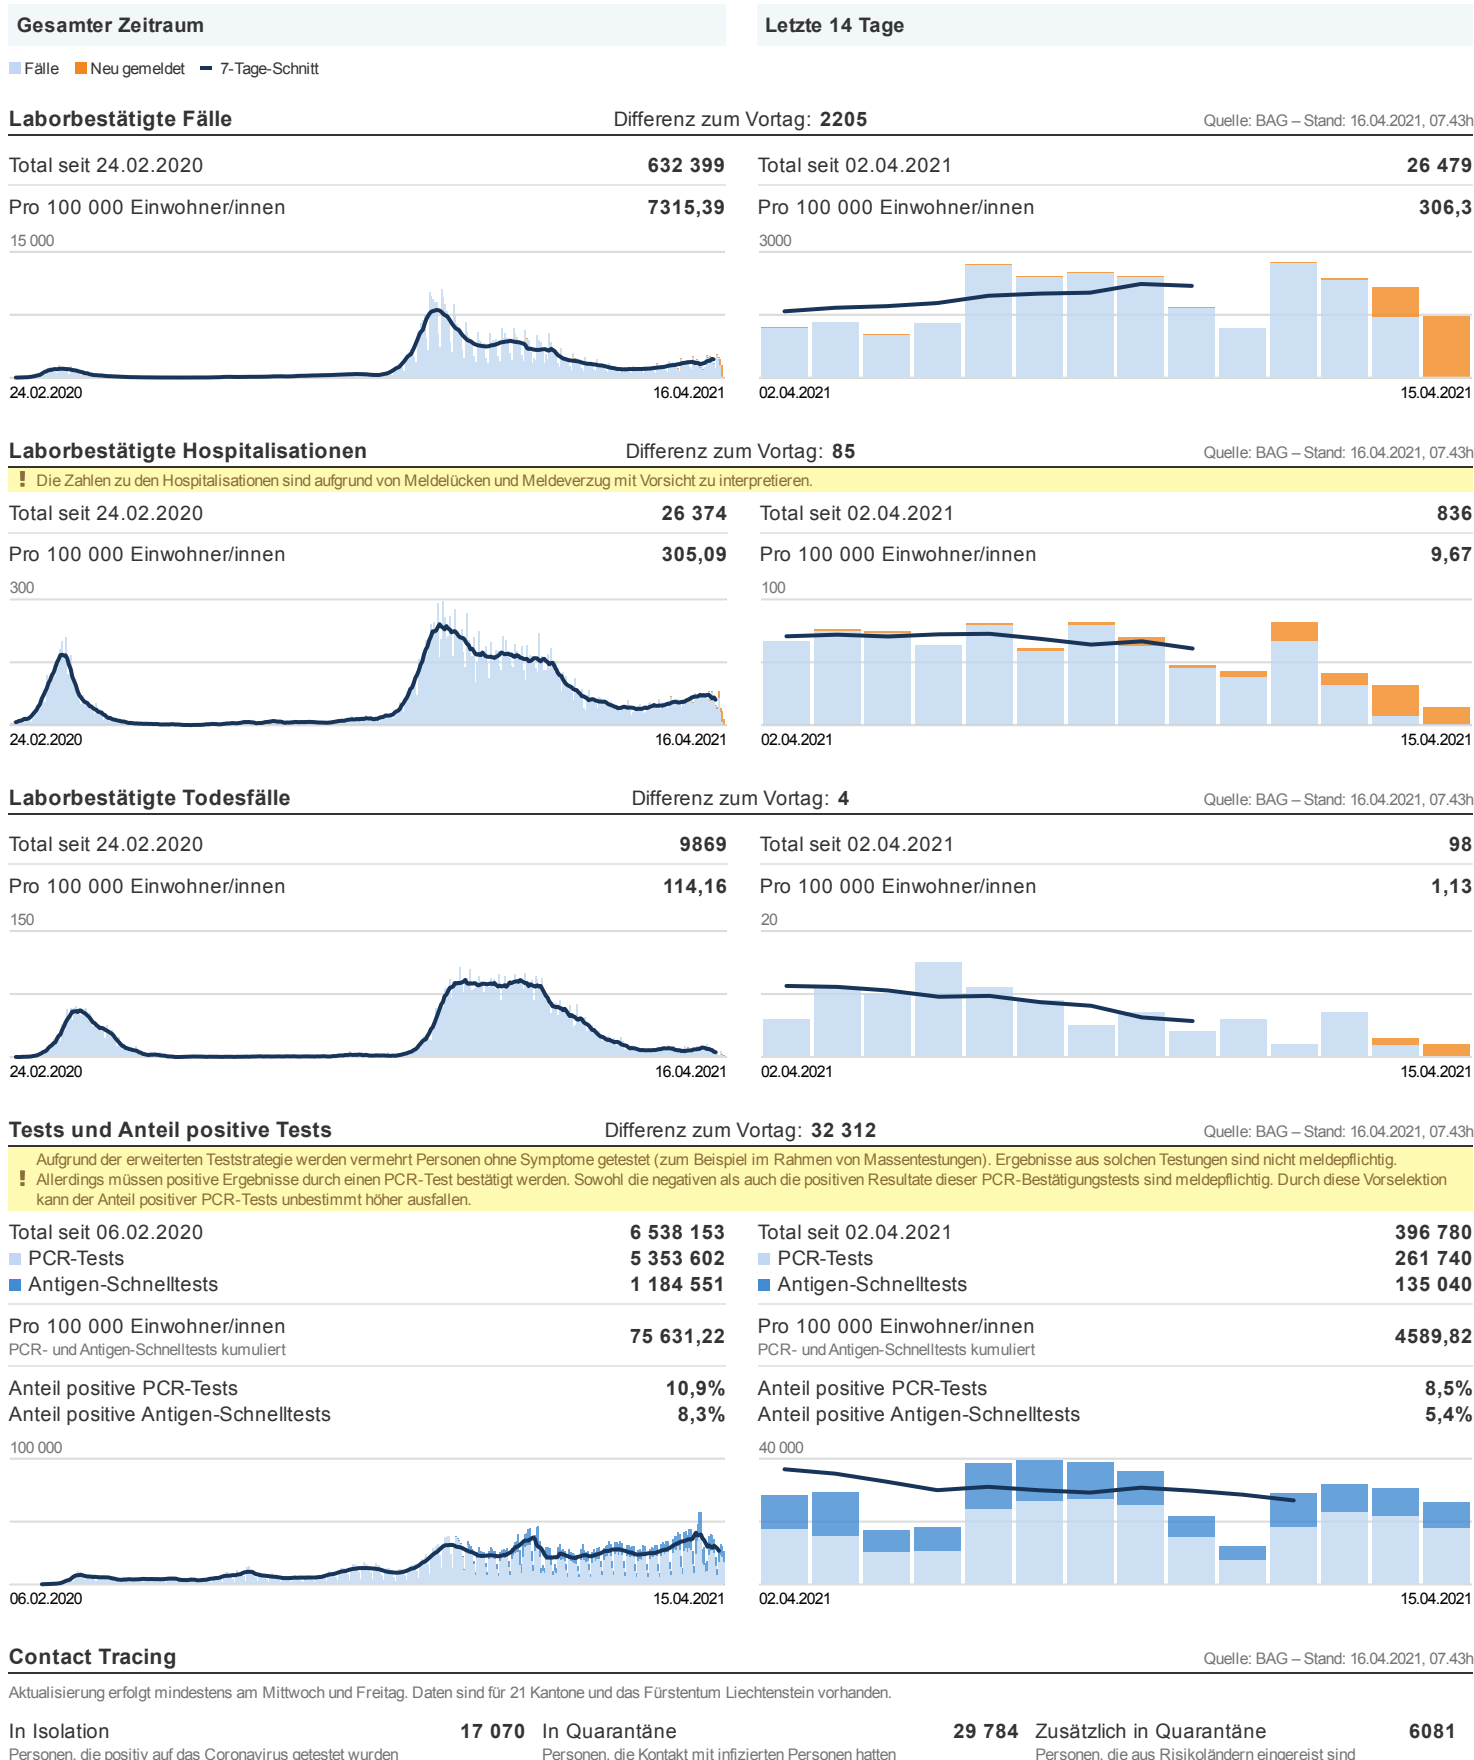 Gesamter Zeitraum
Letzte 14 Tage
Fälle Neu gemeldet 7-Tage-Schnitt
Laborbestätigte Fälle Differenz zum Vortag: 2205 Quelle: BAG – Stand: 16.04.2021, 07.43h
Total seit 24.02.2020 632 399
Pro 100 000 Einwohner/innen 7315,39
15 000
24.02.2020 16.04.2021
Total seit 02.04.2021 26 479
Pro 100 000 Einwohner/innen 306,3
3000
02.04.2021 15.04.2021
Laborbestätigte Hospitalisationen Differenz zum Vortag: 85 Quelle: BAG – Stand: 16.04.2021, 07.43h
! Die Zahlen zu den Hospitalisationen sind aufgrund von Meldelücken und Meldeverzug mit Vorsicht zu interpretieren.
Total seit 24.02.2020 26 374
Pro 100 000 Einwohner/innen 305,09
300
24.02.2020 16.04.2021
Total seit 02.04.2021 836
Pro 100 000 Einwohner/innen 9,67
100
02.04.2021 15.04.2021
Laborbestätigte Todesfälle Differenz zum Vortag: 4 Quelle: BAG – Stand: 16.04.2021, 07.43h
Total seit 24.02.2020 9869
Pro 100 000 Einwohner/innen 114,16
150
24.02.2020 16.04.2021
Total seit 02.04.2021 98
Pro 100 000 Einwohner/innen 1,13
20
02.04.2021 15.04.2021
Tests und Anteil positive Tests Differenz zum Vortag: 32 312 Quelle: BAG – Stand: 16.04.2021, 07.43h
Aufgrund der erweiterten Teststrategie werden vermehrt Personen ohne Symptome getestet (zum Beispiel im Rahmen von Massentestungen). Ergebnisse aus solchen Testungen sind nicht meldepflichtig.
! Allerdings müssen positive Ergebnisse durch einen PCR-Test bestätigt werden. Sowohl die negativen als auch die positiven Resultate dieser PCR-Bestätigungstests sind meldepflichtig. Durch diese Vorselektion
kann der Anteil positiver PCR-Tests unbestimmt höher ausfallen.
Total seit 06.02.2020 6 538 153
PCR-Tests 5 353 602
Antigen-Schnelltests 1 184 551
Pro 100 000 Einwohner/innen 75 631,22
PCR- und Antigen-Schnelltests kumuliert
Anteil positive PCR-Tests 10,9%
Anteil positive Antigen-Schnelltests 8,3%
100 000
06.02.2020 15.04.2021
Total seit 02.04.2021 396 780
PCR-Tests 261 740
Antigen-Schnelltests 135 040
Pro 100 000 Einwohner/innen 4589,82
PCR- und Antigen-Schnelltests kumuliert
Anteil positive PCR-Tests 8,5%
Anteil positive Antigen-Schnelltests 5,4%
40 000
02.04.2021 15.04.2021
Contact Tracing Quelle: BAG – Stand: 16.04.2021, 07.43h
Aktualisierung erfolgt mindestens am Mittwoch und Freitag. Daten sind für 21 Kantone und das Fürstentum Liechtenstein vorhanden.
In Isolation 17 070
Personen, die positiv auf das Coronavirus getestet wurden
In Quarantäne 29 784
Personen, die Kontakt mit infizierten Personen hatten
Zusätzlich in Quarantäne 6081
Personen, die aus Risikoländern eingereist sind